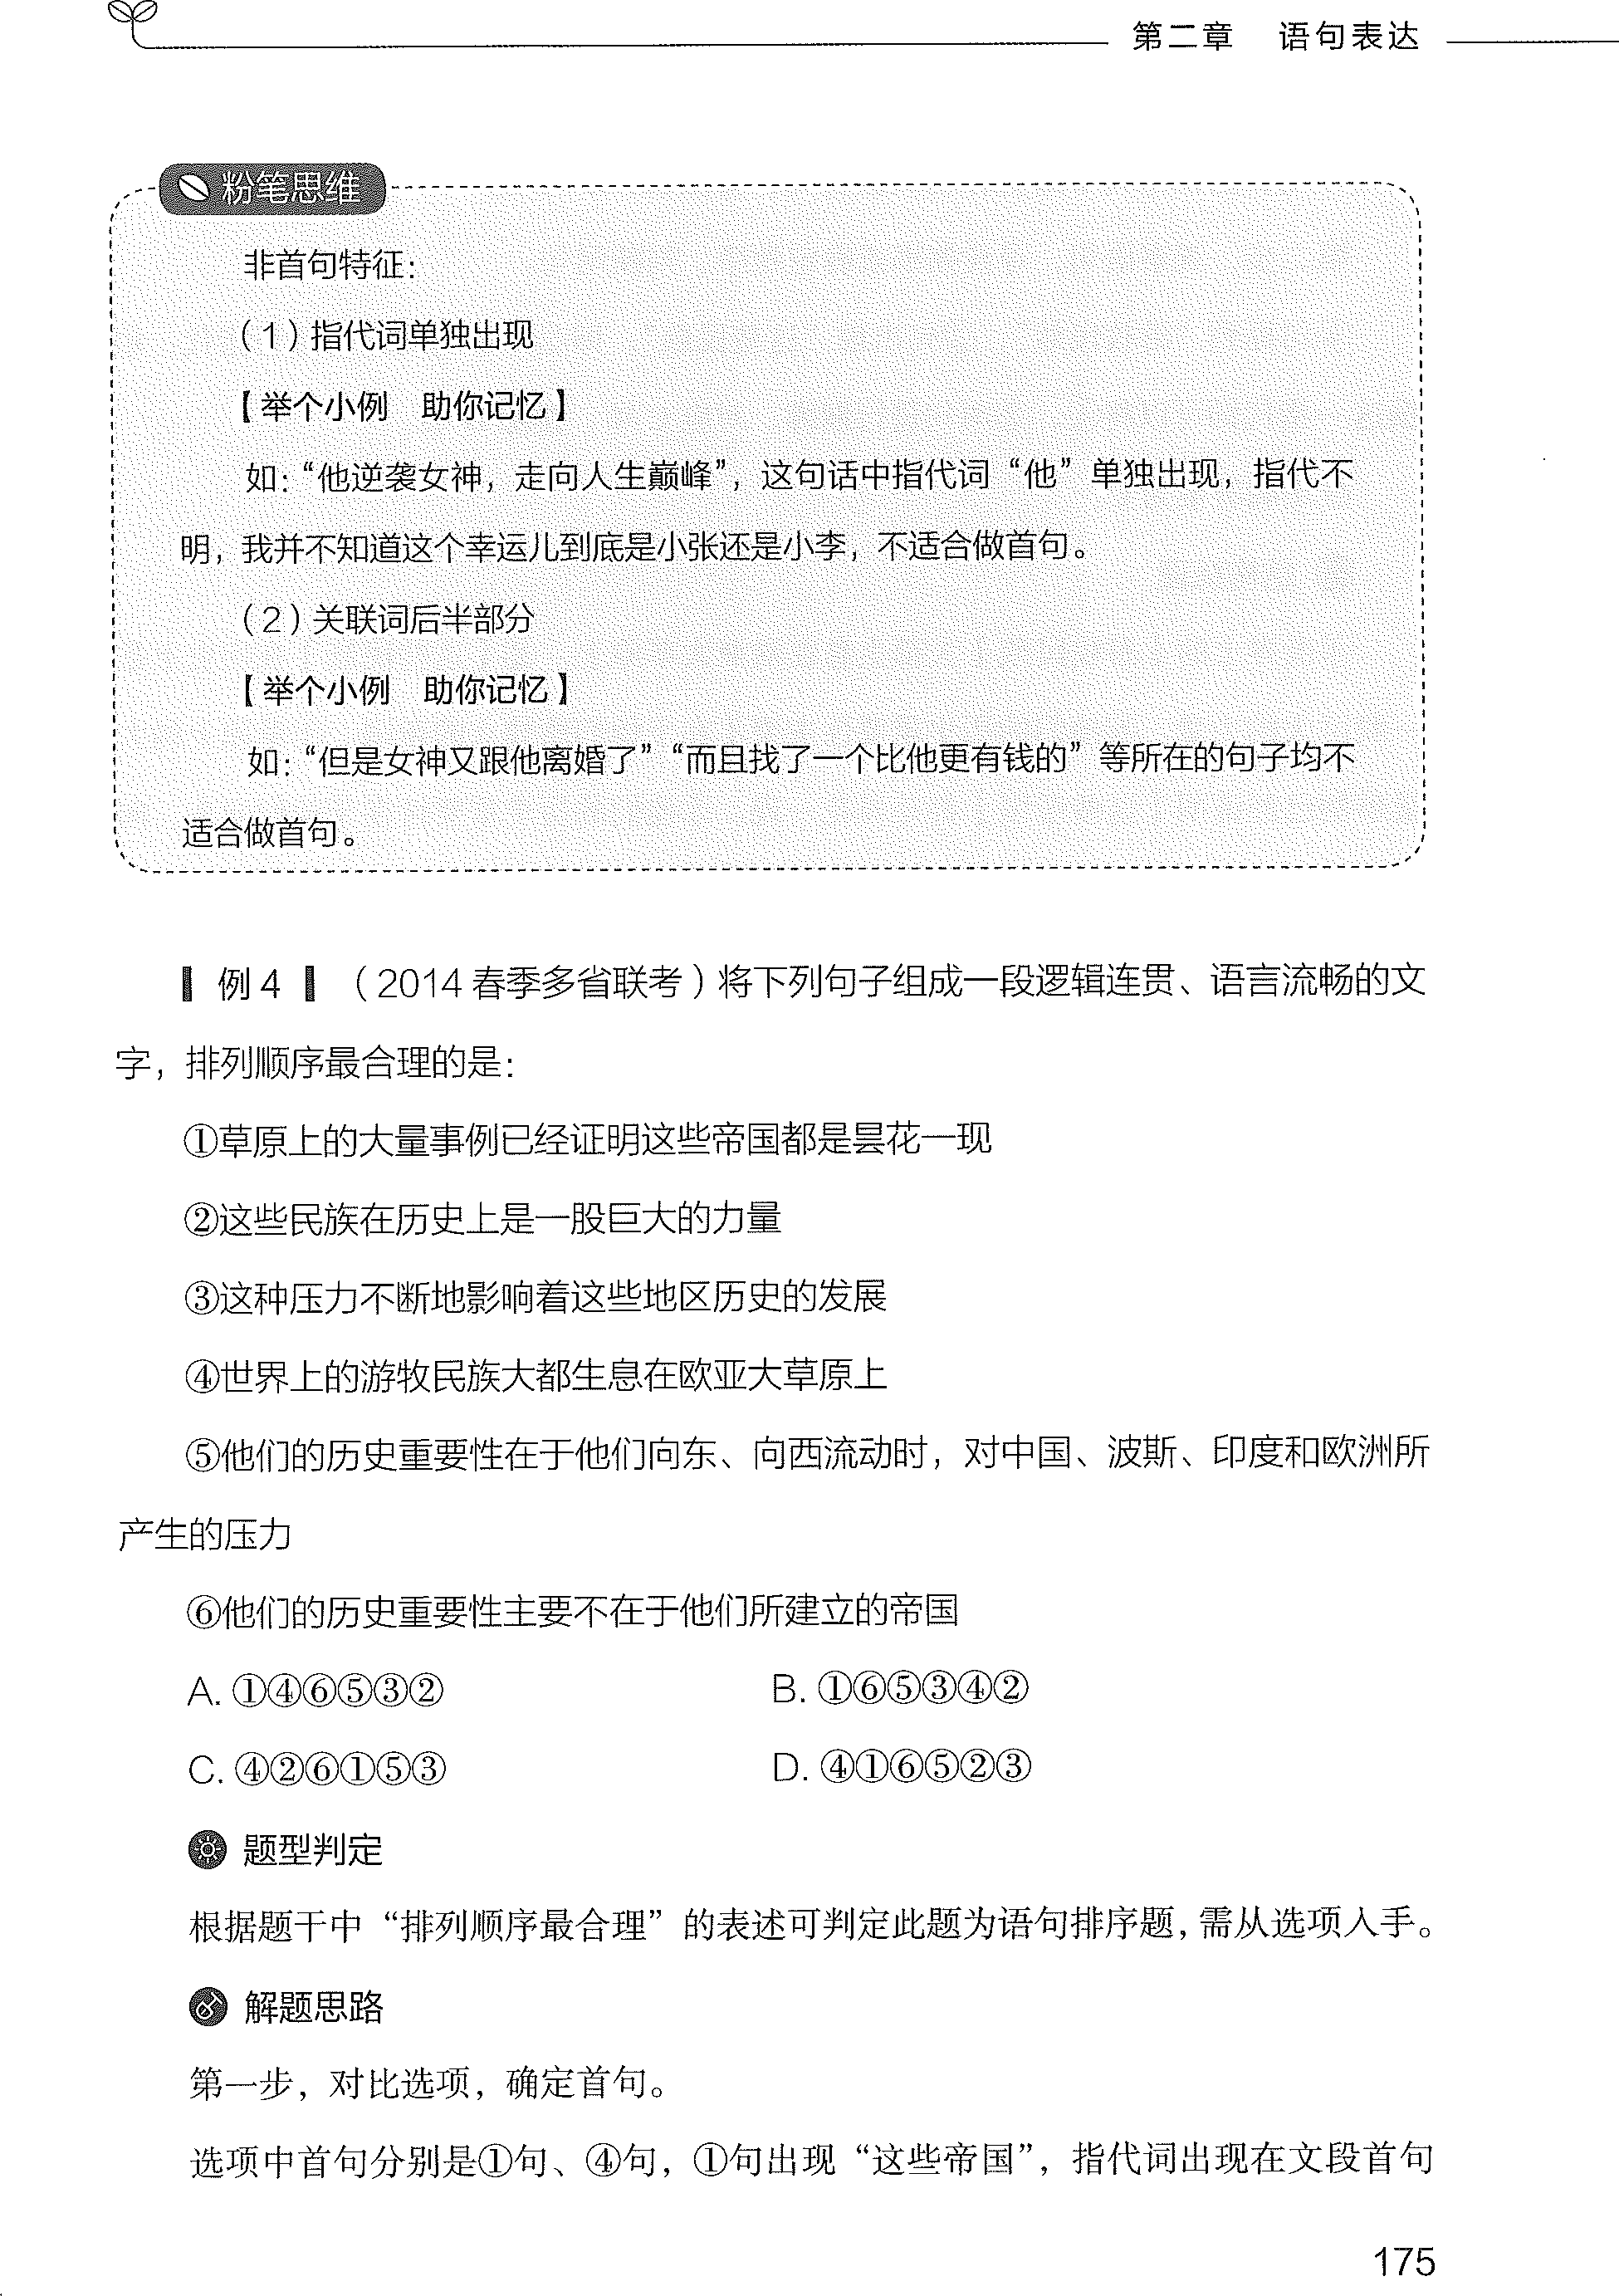 第二章 语句表达
粉笔思维
非首句特征：
（1）指代词单独出现
【举个小例 助你记忆】
如：“他逆袭女神，走向人生巅峰”，这句话中指代词“他”单独出现，指代不
明，我并不知道这个幸运儿到底是小张还是小李，不适合做首句。
（2）关联词后半部分
【举个小例 助你记忆】
如：“但是女神又跟他离婚了”“而且找了一个比他更有钱的”等所在的句子均不
适合做首句。
例4 （2014春季多省联考）将下列句子组成一段逻辑连贯、语言流畅的文
字，排列顺序最合理的是：
①草原上的大量事例已经证明这些帝国都是昙花一现
②这些民族在历史上是一股巨大的力量
③这种压力不断地影响着这些地区历史的发展
④世界上的游牧民族大都生息在欧亚大草原上
⑤他们的历史重要性在于他们向东、向西流动时，对中国、波斯、印度和欧洲所
产生的压力
⑥他们的历史重要性主要不在于他们所建立的帝国
A. ①④⑥⑤③② B. ①⑥⑤③④②
C. ④②⑥①⑤③ D. ④①⑥⑤②③
题型判定
根据题干中“排列顺序最合理”的表述可判定此题为语句排序题，需从选项入手。
解题思路
第一步，对比选项，确定首句。
选项中首句分别是①句、④句，①句出现“这些帝国”，指代词出现在文段首句
175